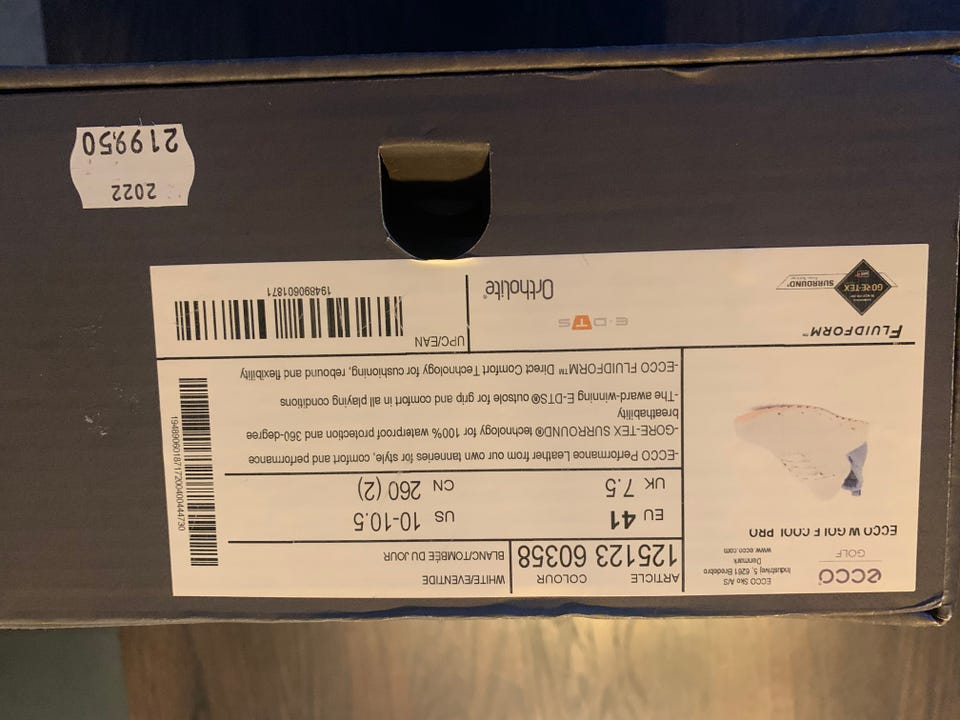 ecco
GOLF
ECCO Sko A/S
Industrivej 5, 6261 Bredebro
Denmark
www.ecco.com
ARTICLE
125123
COLOUR
60358
WHITE/EVENTIDE
BLANC/TOMBÉE DU JOUR
ECCO W GOLF COOL PRO
EU 41
US 10-10.5
UK 7.5
CN 260 (2)
-ECCO Performance Leather from our own tanneries for style, comfort and performance
-GORE-TEX SURROUND® technology for 100% waterproof protection and 360-degree
breathability
-The award-winning E-DTS® outsole for grip and comfort in all playing conditions
-ECCO FLUIDFORM™ Direct Comfort Technology for cushioning, rebound and flexibility
1948906018717200400444730
FLUIDFORM™
GORE-TEX
SURROUND®
E-DTS
OrthoLite®
UPC/EAN
194890601871
2022
219950